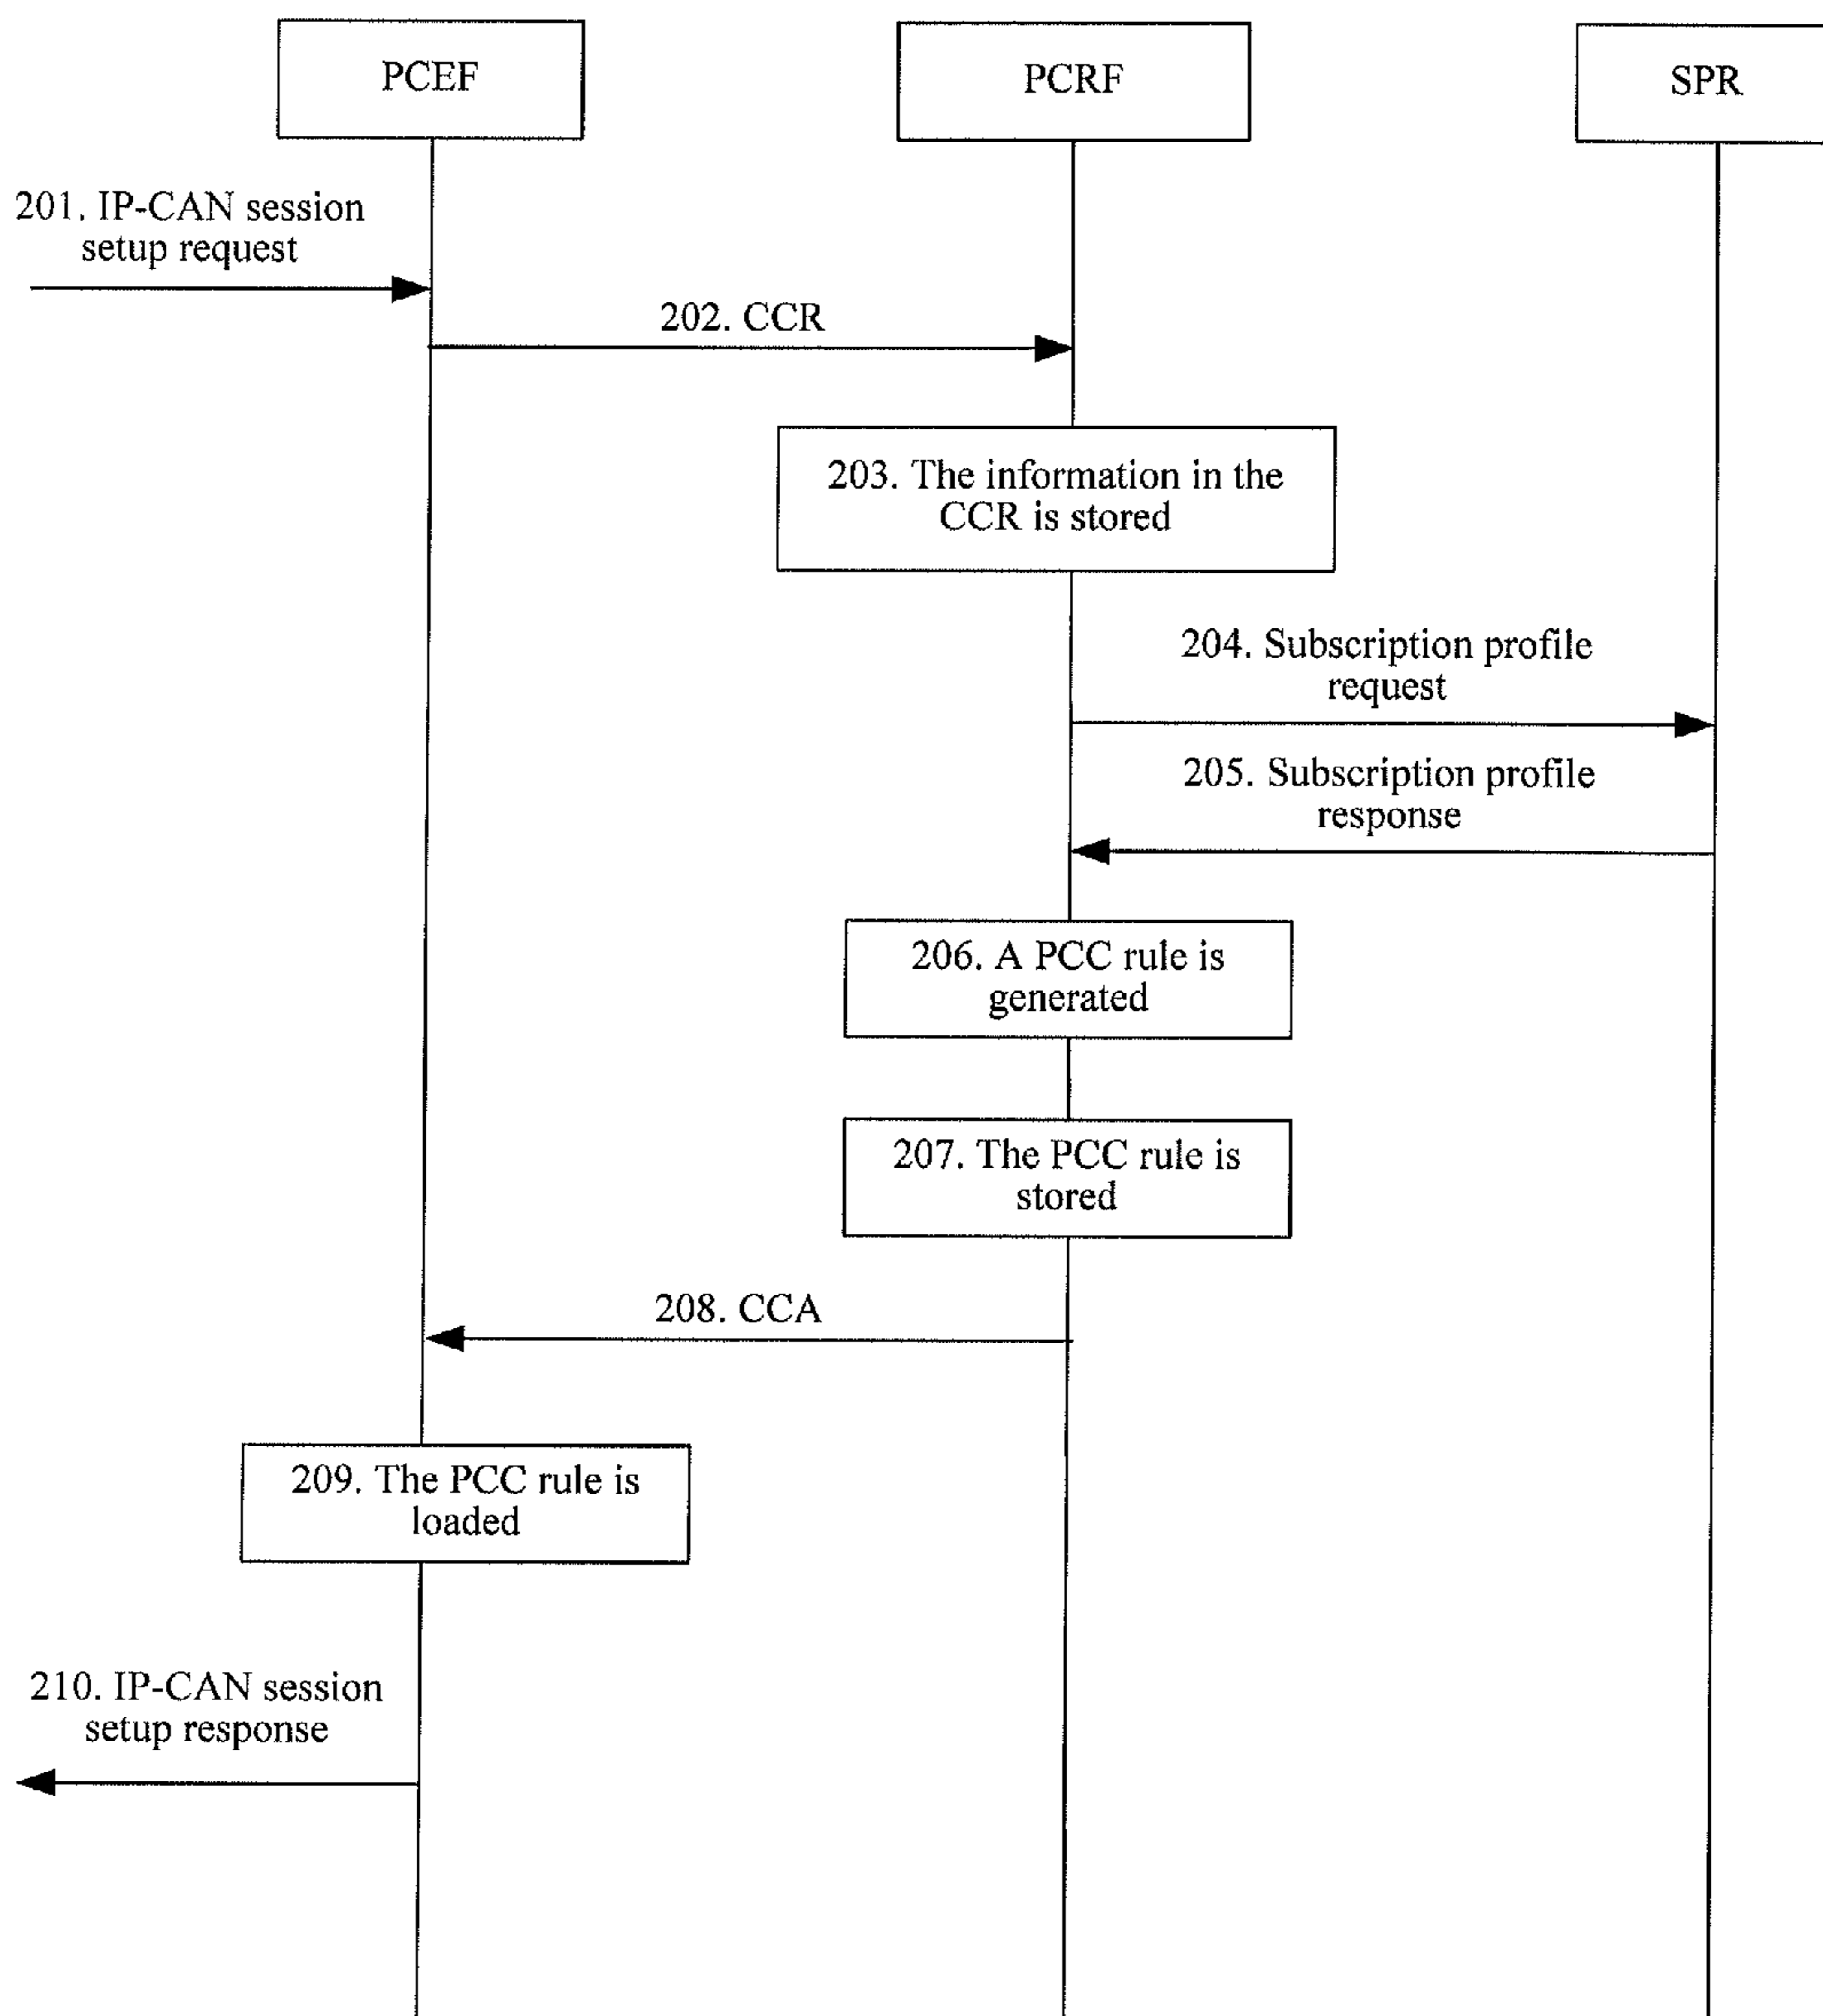 PCEF
PCRF
SPR
201. IP-CAN session
setup request
202. CCR
203. The information in the
CCR is stored
204. Subscription profile
request
205. Subscription profile
response
206. A PCC rule is
generated
207. The PCC rule is
stored
208. CCA
209. The PCC rule is
loaded
210. IP-CAN session
setup response